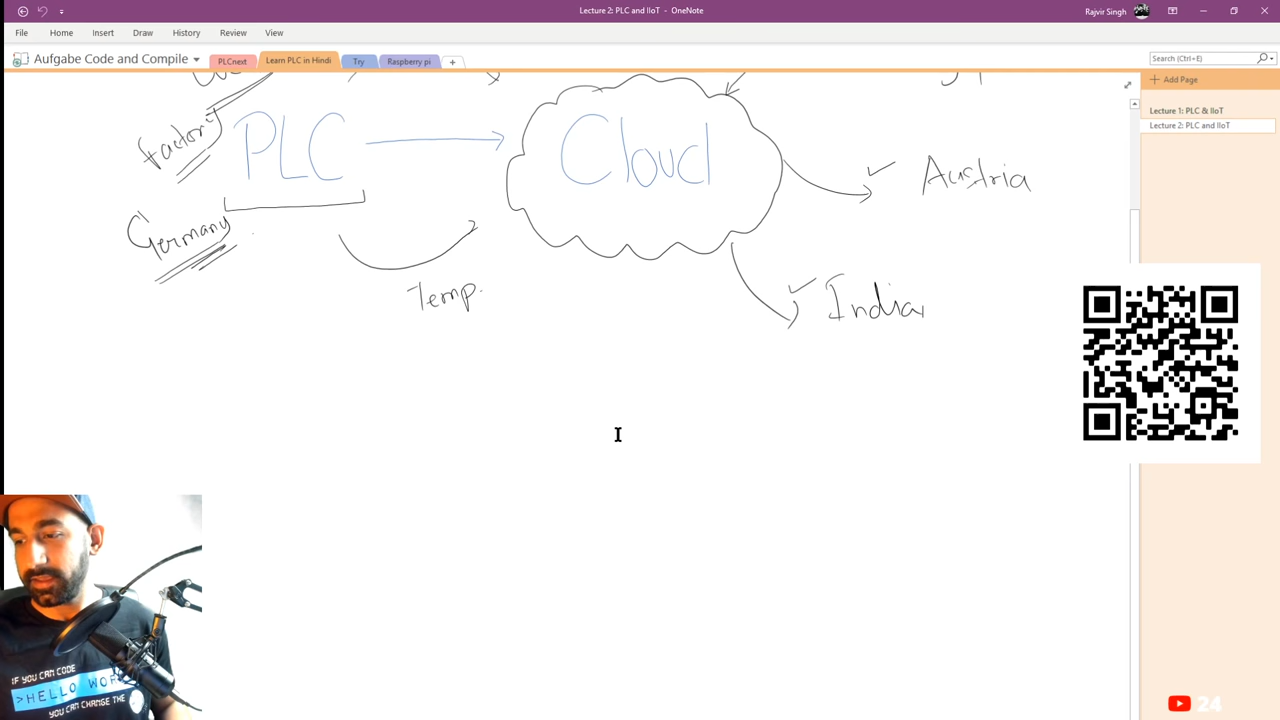 Lecture 2: PLC and IIoT - OneNote
Rajvir Singh
File Home Insert Draw History Review View
Aufgabe Code and Compile
PLCnext
Learn PLC in Hindi
Try
Raspberry pi
Search (Ctrl+E)
Add Page
Lecture 1: PLC & IIoT
Lecture 2: PLC and IIoT
Factory
PLC
Cloud
Austria
Germany
Temp.
India
IF YOU CAN CODE
>HELLO WOR
YOU CAN CHANGE THE
24